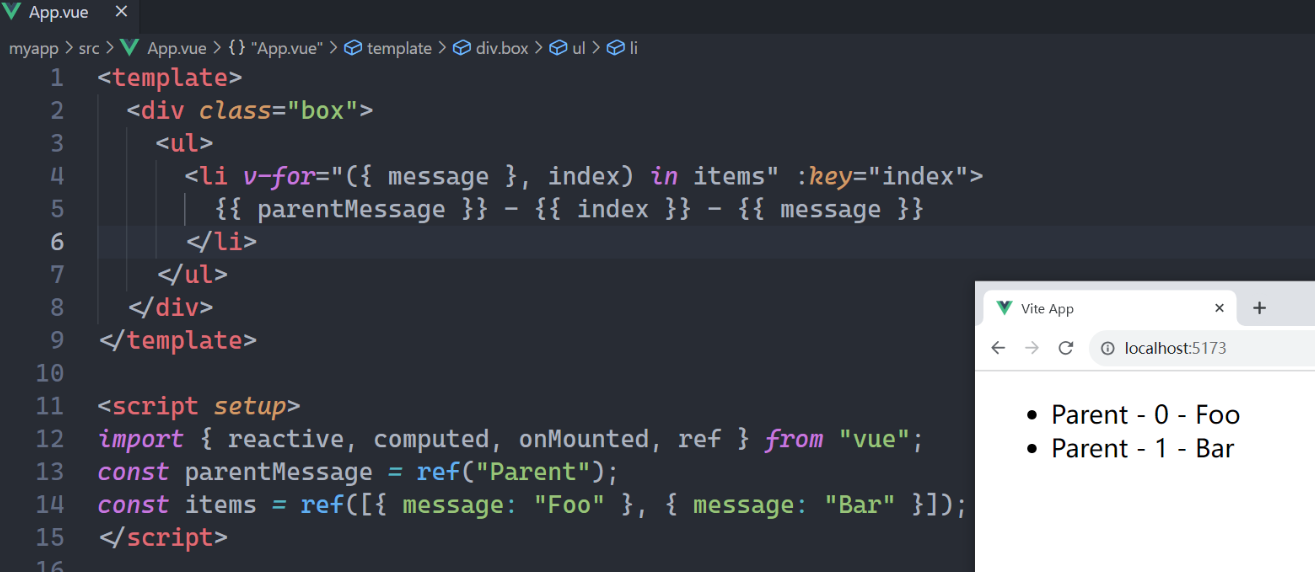 App.vue ×
myapp > src > App.vue > {} "App.vue" > template > div.box > ul > li
1 <template>
2 <div class="box">
3 <ul>
4 <li v-for="({ message }, index) in items" :key="index">
5 {{ parentMessage }} - {{ index }} - {{ message }}
6 </li>
7 </ul>
8 </div>
9 </template>
10
11 <script setup>
12 import { reactive, computed, onMounted, ref } from "vue";
13 const parentMessage = ref("Parent");
14 const items = ref([{ message: "Foo" }, { message: "Bar" }]);
15 </script>
16
Vite App × +
localhost:5173
• Parent - 0 - Foo
• Parent - 1 - Bar